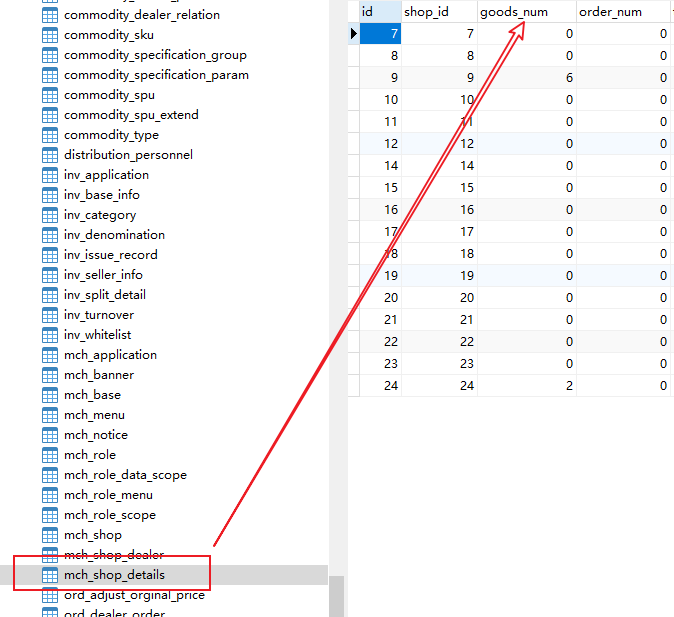 commodity_dealer_relation
commodity_sku
commodity_specification_group
commodity_specification_param
commodity_spu
commodity_spu_extend
commodity_type
distribution_personnel
inv_application
inv_base_info
inv_category
inv_denomination
inv_issue_record
inv_seller_info
inv_split_detail
inv_turnover
inv_whitelist
mch_application
mch_banner
mch_base
mch_menu
mch_notice
mch_role
mch_role_data_scope
mch_role_menu
mch_role_scope
mch_shop
mch_shop_dealer
mch_shop_details
ord_adjust_orginal_price
ord_dealer_order
id shop_id goods_num order_num
7 7 0 0
8 8 0 0
9 9 6 0
10 10 0 0
11 11 0 0
12 12 0 0
14 14 0 0
15 15 0 0
16 16 0 0
17 17 0 0
18 18 0 0
19 19 0 0
20 20 0 0
21 21 0 0
22 22 0 0
23 23 0 0
24 24 2 0